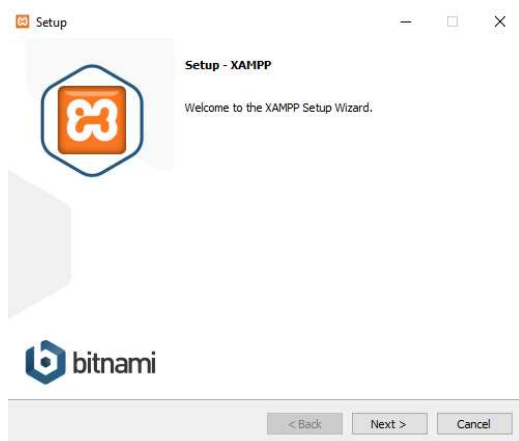 Setup
Setup - XAMPP
Welcome to the XAMPP Setup Wizard.
bitnami
< Back
Next >
Cancel